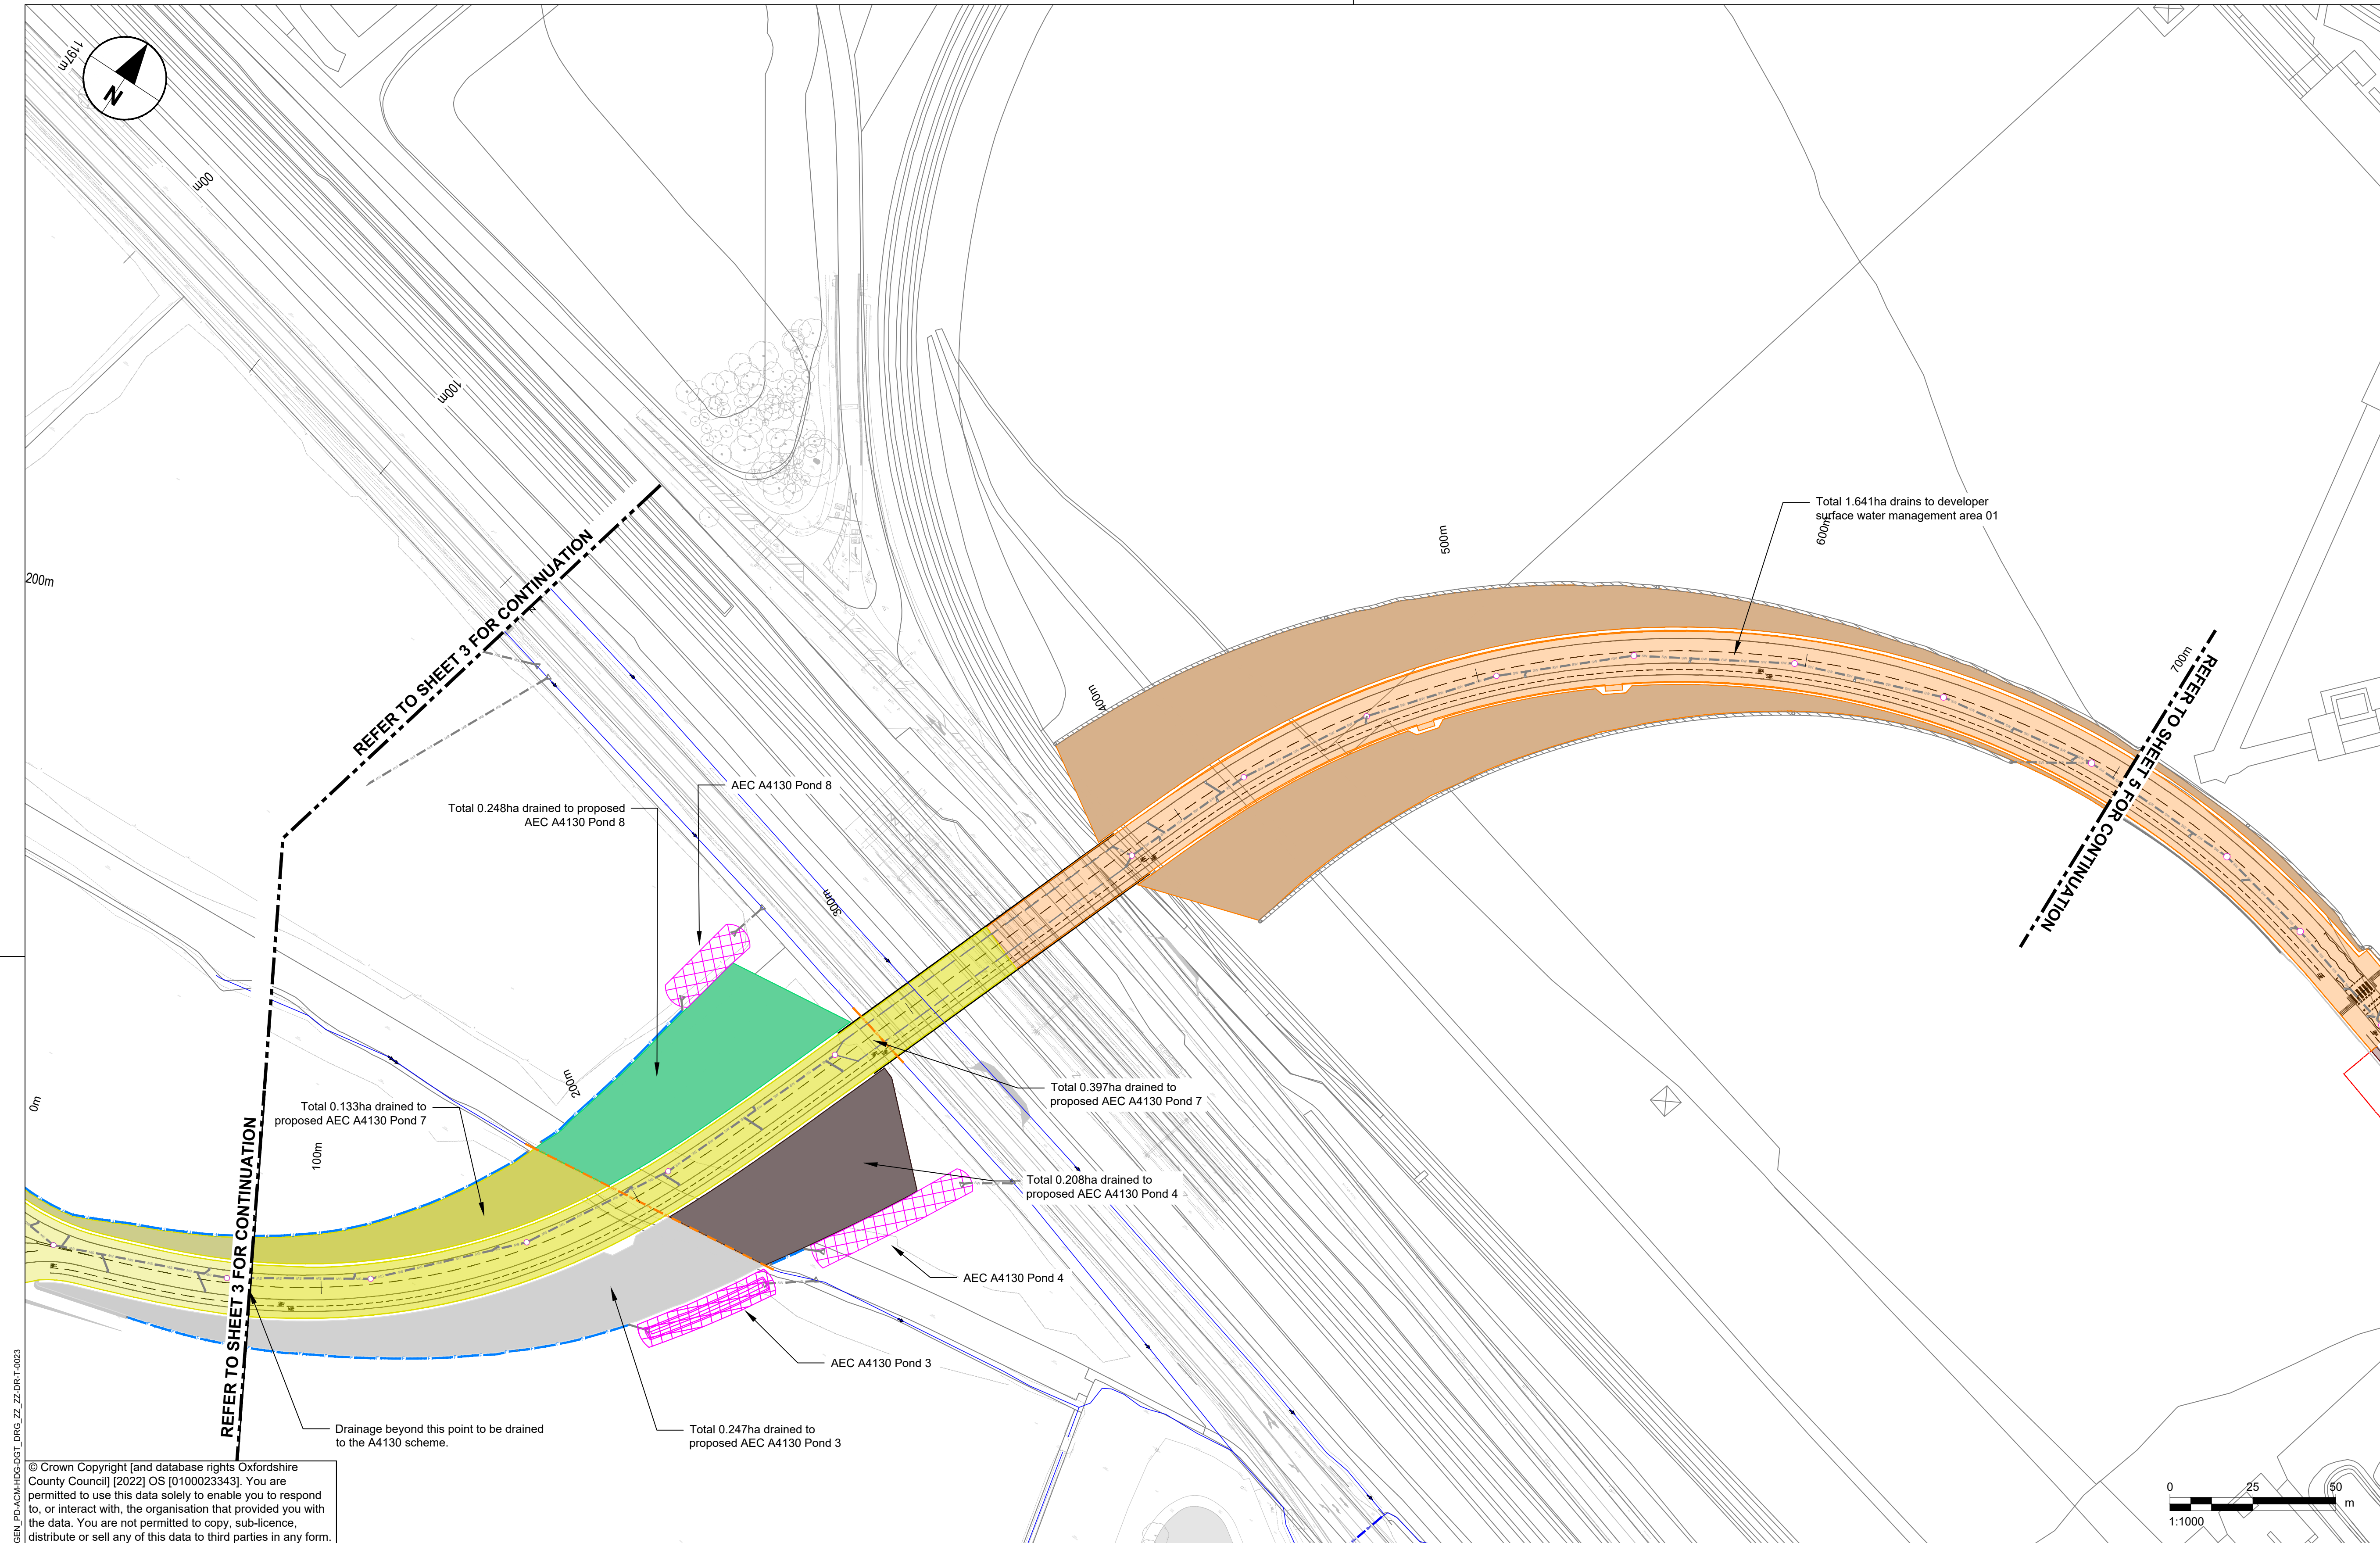 1197m
N
00m
100m
REFER TO SHEET 3 FOR CONTINUATION
200m
Total 1.641ha drains to developer
surface water management area 01
500m
600m
700m
REFER TO SHEET 5 FOR CONTINUATION
400m
AEC A4130 Pond 8
Total 0.248ha drained to proposed
AEC A4130 Pond 8
300m
200m
0m
Total 0.133ha drained to
proposed AEC A4130 Pond 7
100m
Total 0.397ha drained to
proposed AEC A4130 Pond 7
Total 0.208ha drained to
proposed AEC A4130 Pond 4
AEC A4130 Pond 4
AEC A4130 Pond 3
REFER TO SHEET 3 FOR CONTINUATION
Drainage beyond this point to be drained
to the A4130 scheme.
Total 0.247ha drained to
proposed AEC A4130 Pond 3
GEN_PD-ACM-HDG-DGT_DRG_ZZ_ZZ-DR-T-0023
© Crown Copyright [and database rights Oxfordshire
County Council] [2022] OS [0100023343]. You are
permitted to use this data solely to enable you to respond
to, or interact with, the organisation that provided you with
the data. You are not permitted to copy, sub-licence,
distribute or sell any of this data to third parties in any form.
0 25 50
m
1:1000